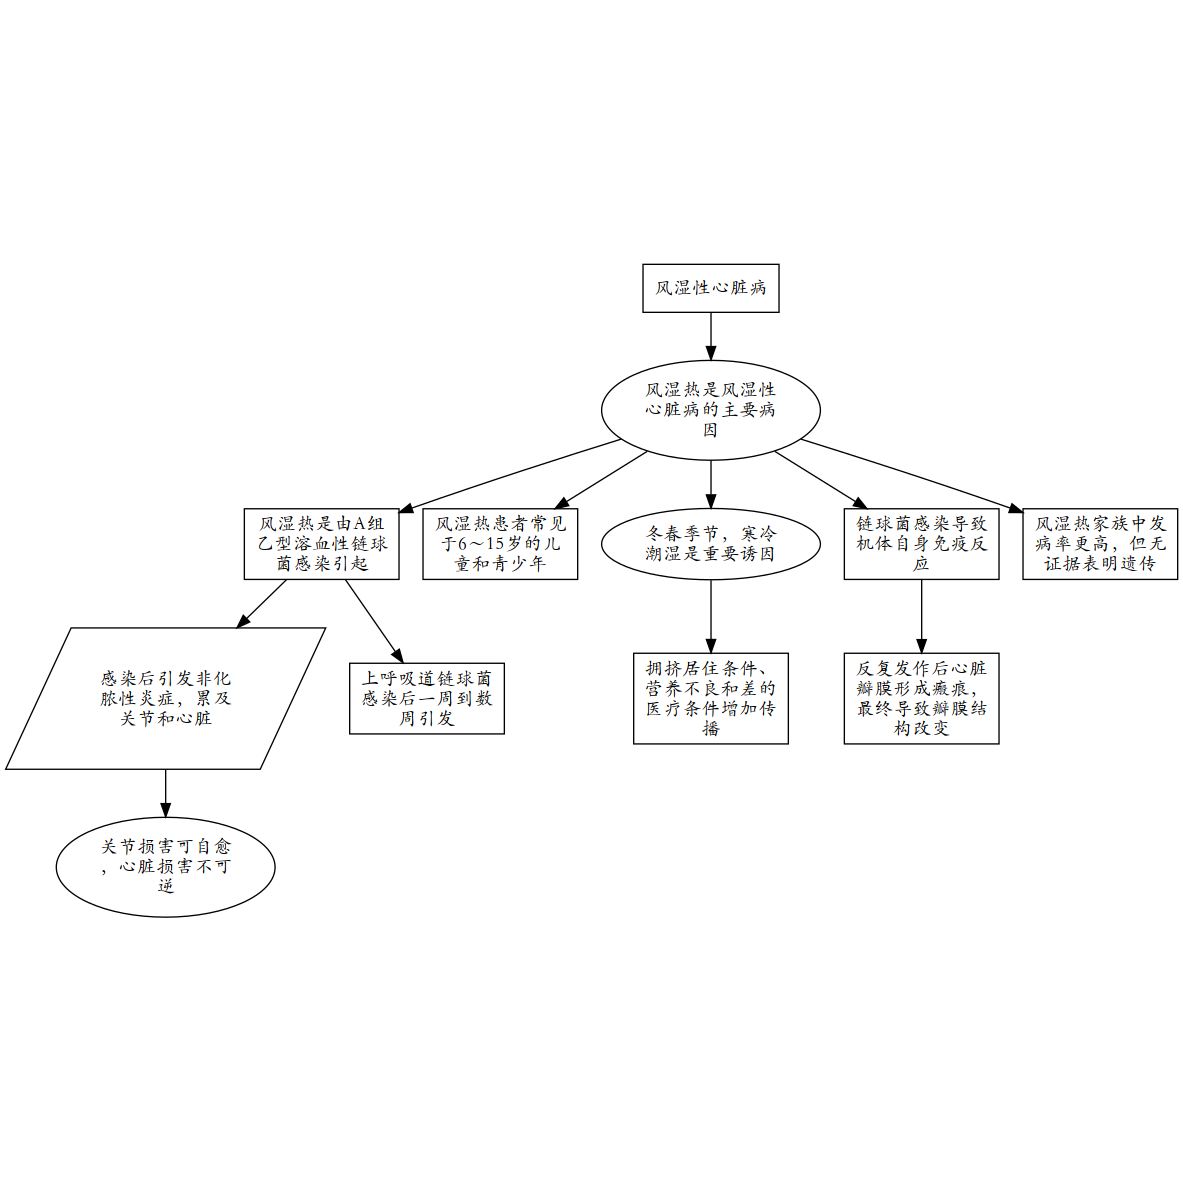 风湿性心脏病
风湿热是风湿性
心脏病的主要病
因
风湿热是由A组
乙型溶血性链球
菌感染引起
风湿热患者常见
于6～15岁的儿
童和青少年
冬春季节，寒冷
潮湿是重要诱因
链球菌感染导致
机体自身免疫反
应
风湿热家族中发
病率更高，但无
证据表明遗传
感染后引发非化
脓性炎症，累及
关节和心脏
上呼吸道链球菌
感染后一周到数
周引发
拥挤居住条件、
营养不良和差的
医疗条件增加传
播
反复发作后心脏
瓣膜形成瘢痕，
最终导致瓣膜结
构改变
关节损害可自愈
，心脏损害不可
逆